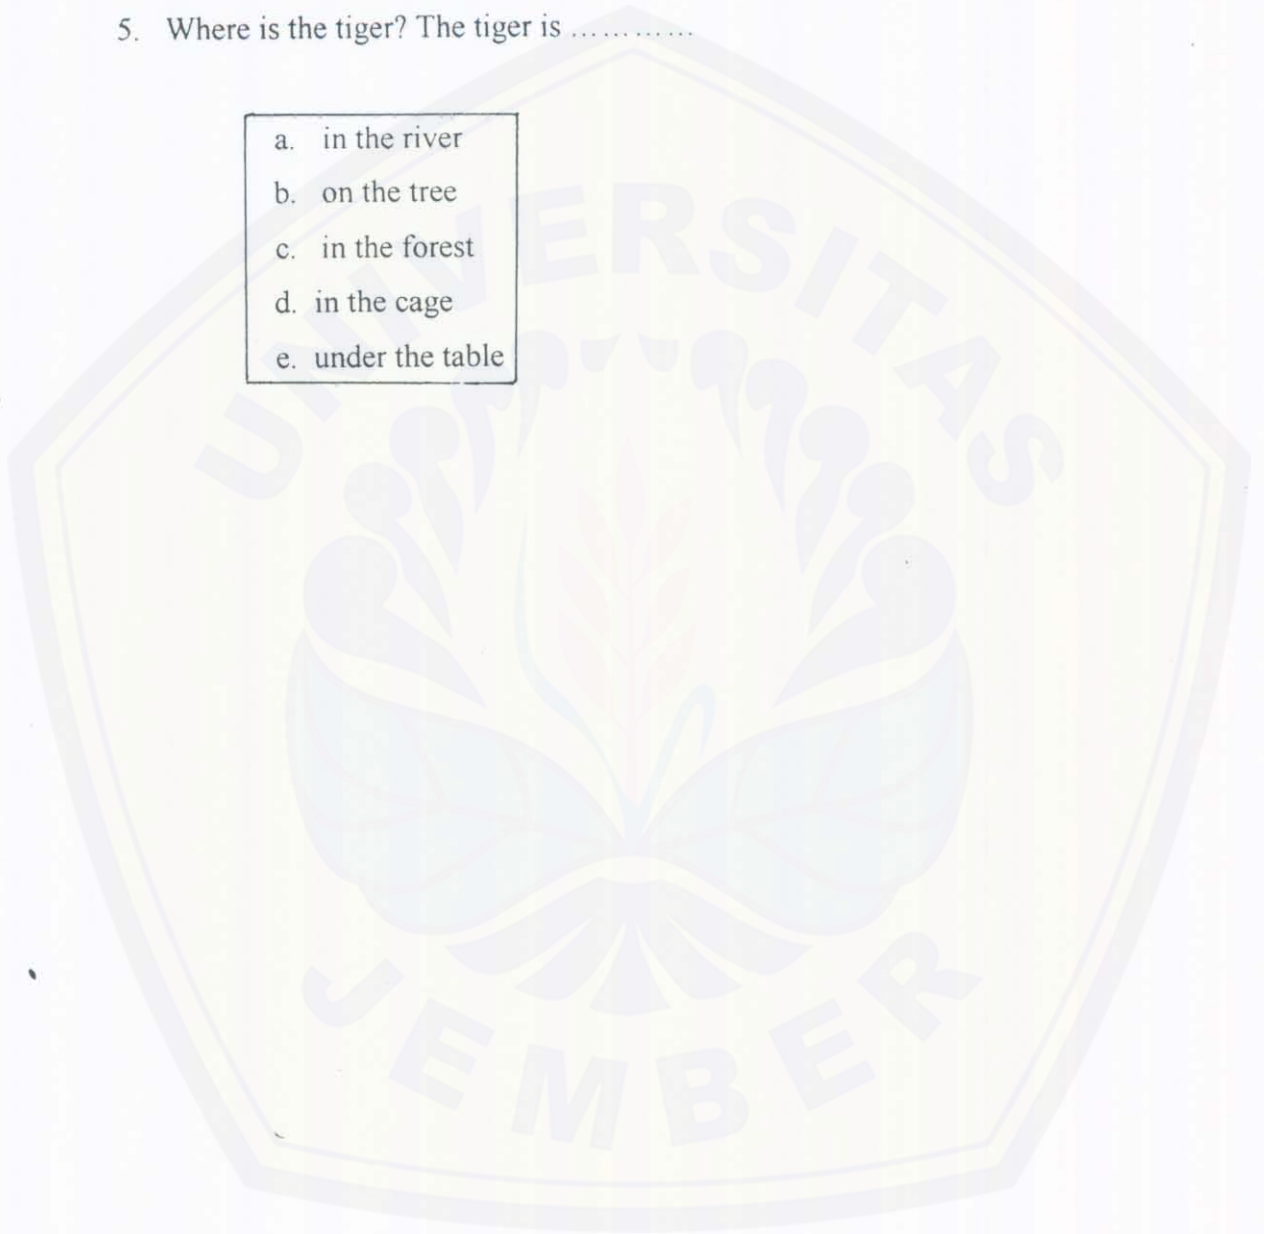 5. Where is the tiger? The tiger is ............
a. in the river
b. on the tree
c. in the forest
d. in the cage
e. under the table
UNIVERSITAS
JEMBER